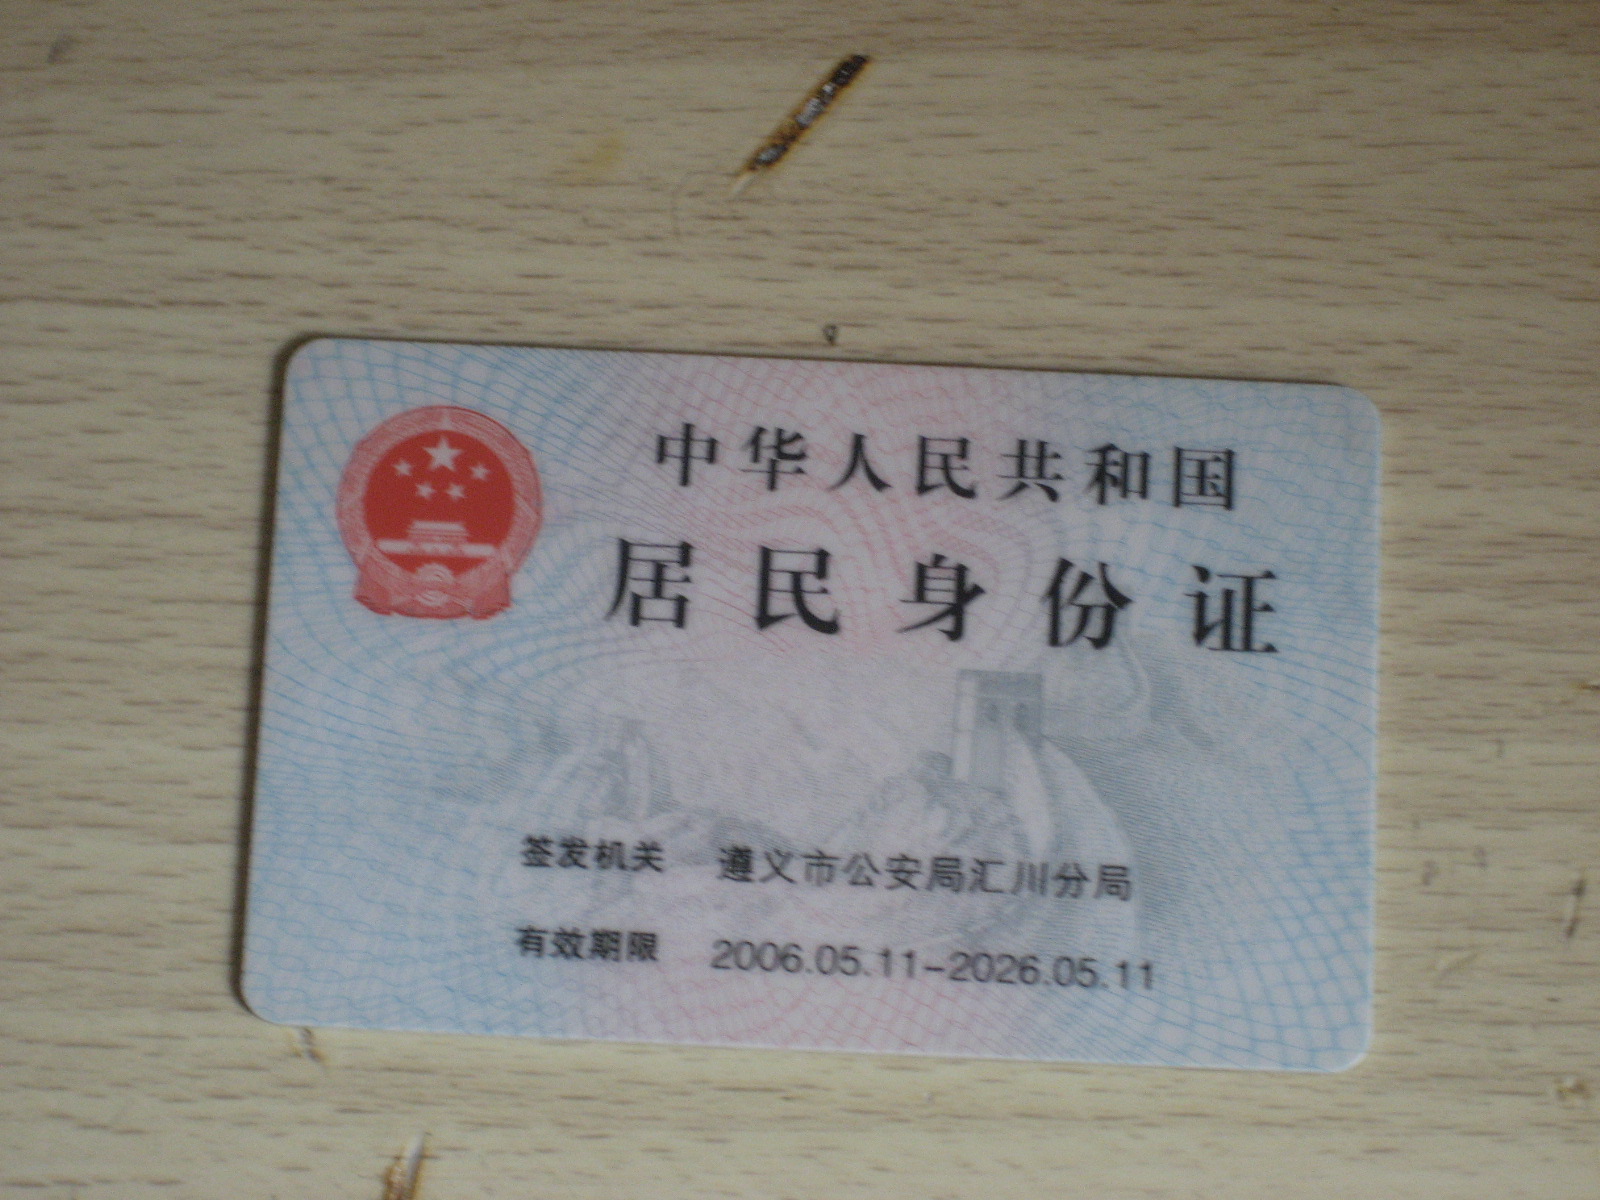 中华人民共和国
居民身份证
签发机关 遵义市公安局汇川分局
有效期限 2006.05.11-2026.05.11